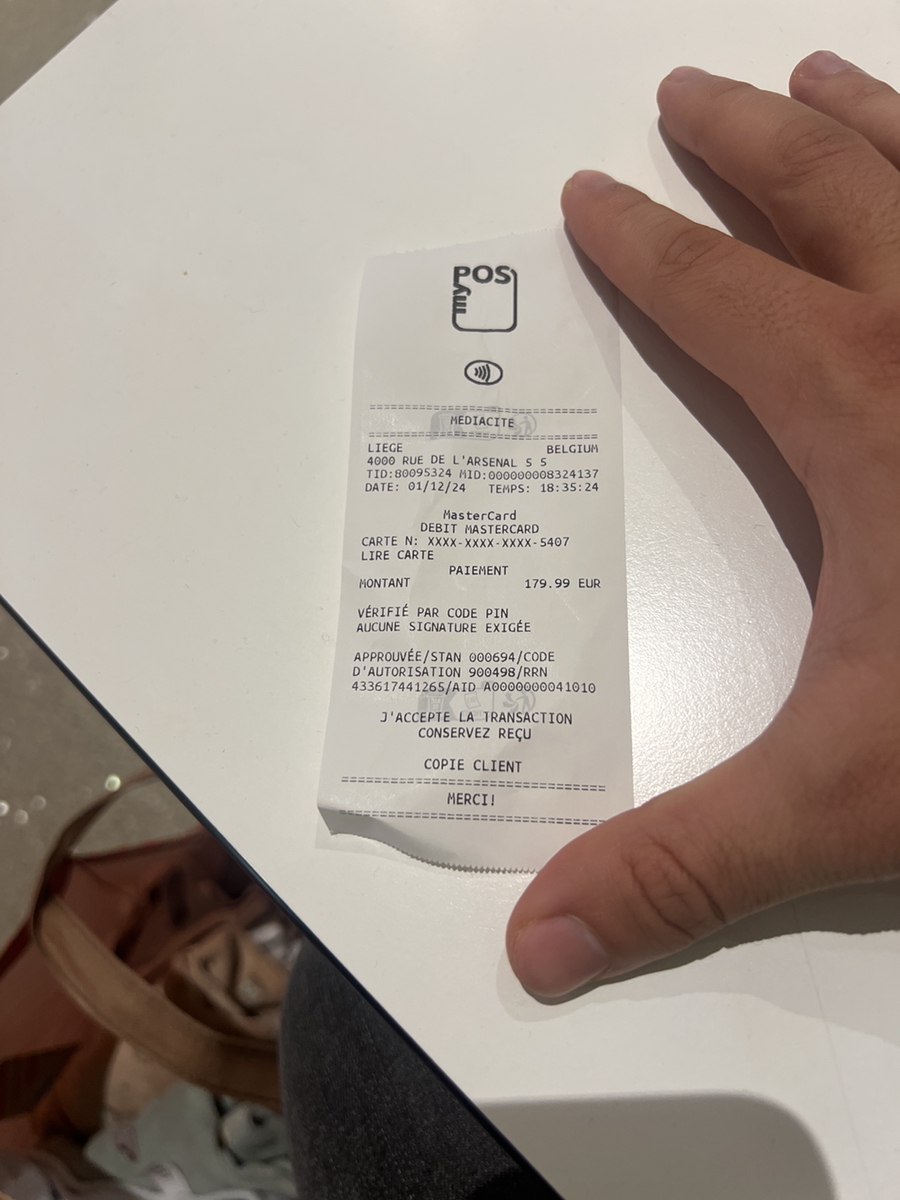 POS
my
================================
MEDIACITE
================================
LIEGE BELGIUM
4000 RUE DE L'ARSENAL 5 5
TID:80095324 MID:000000008324137
DATE: 01/12/24 TEMPS: 18:35:24
MasterCard
DEBIT MASTERCARD
CARTE N: XXXX-XXXX-XXXX-5407
LIRE CARTE
PAIEMENT
MONTANT 179.99 EUR
VÉRIFIÉ PAR CODE PIN
AUCUNE SIGNATURE EXIGÉE
APPROUVÉE/STAN 000694/CODE
D'AUTORISATION 900498/RRN
433617441265/AID A0000000041010
J'ACCEPTE LA TRANSACTION
CONSERVEZ REÇU
COPIE CLIENT
================================
MERCI!
================================